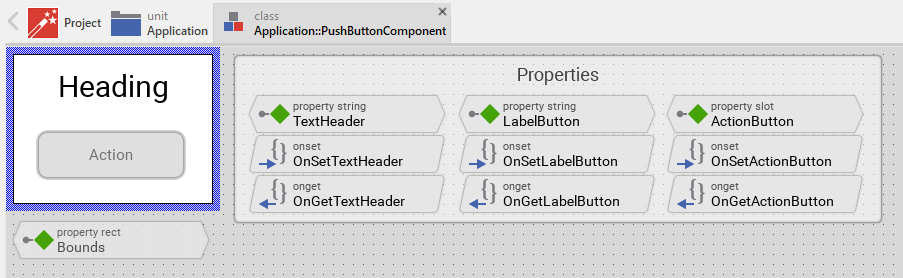 Project
unit
Application
class
Application::PushButtonComponent
Heading
Action
property rect
Bounds
Properties
property string
TextHeader
property string
LabelButton
property slot
ActionButton
onset
OnSetTextHeader
onset
OnSetLabelButton
onset
OnSetActionButton
onget
OnGetTextHeader
onget
OnGetLabelButton
onget
OnGetActionButton